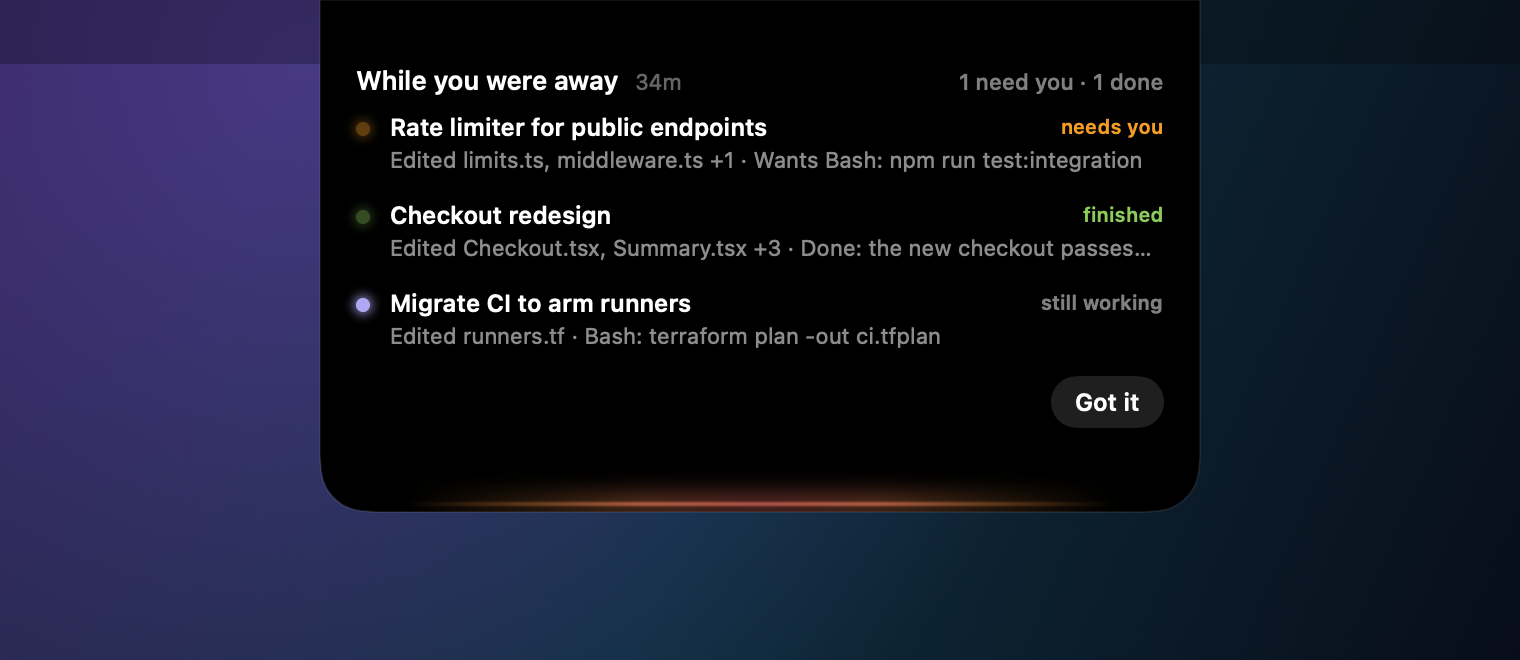 While you were away 34m 1 need you · 1 done
Rate limiter for public endpoints needs you
Edited limits.ts, middleware.ts +1 · Wants Bash: npm run test:integration
Checkout redesign finished
Edited Checkout.tsx, Summary.tsx +3 · Done: the new checkout passes…
Migrate CI to arm runners still working
Edited runners.tf · Bash: terraform plan -out ci.tfplan
Got it